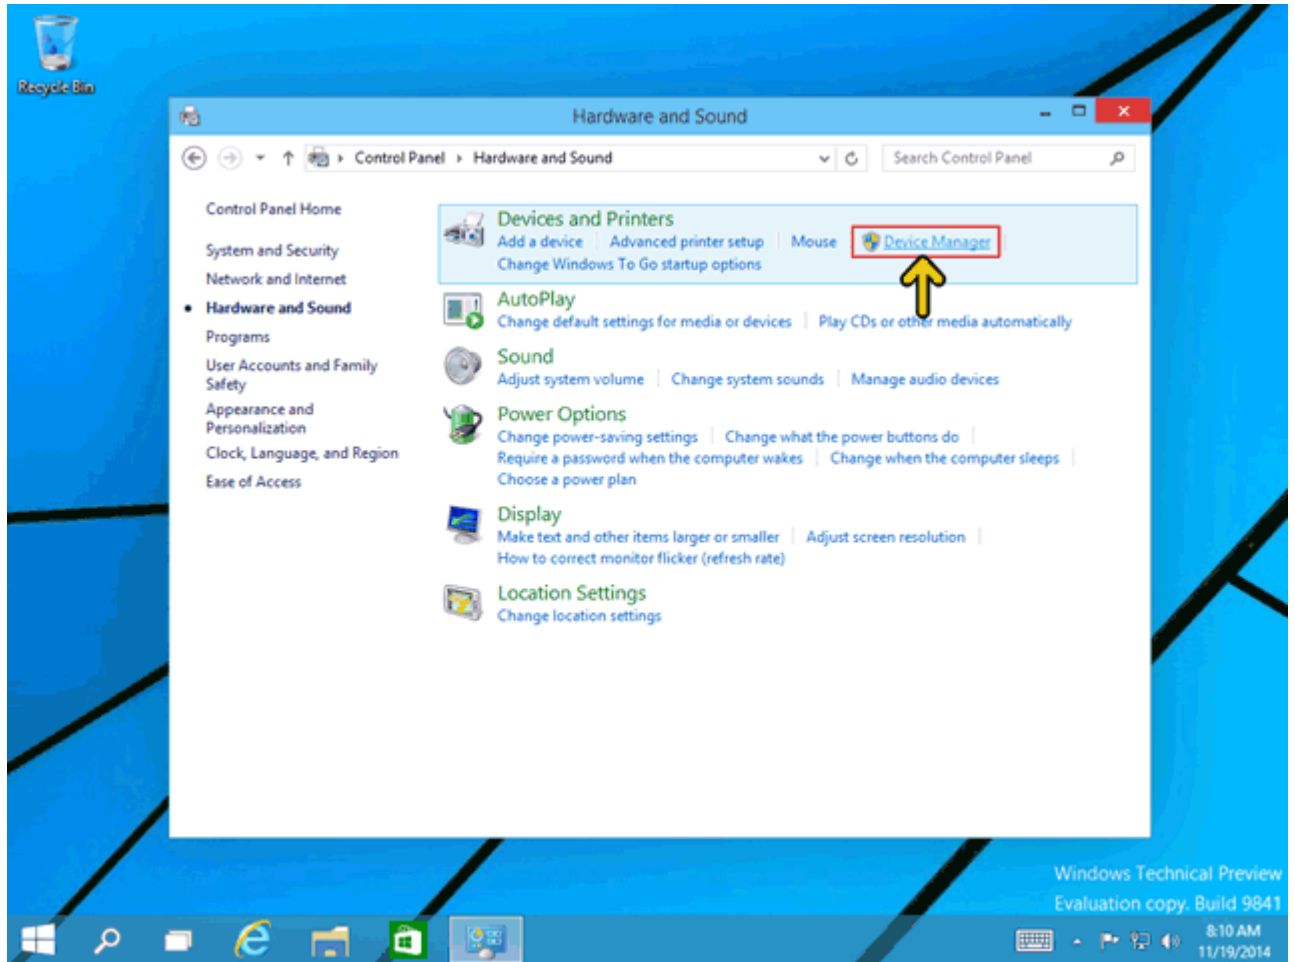 Recycle Bin
Hardware and Sound
Control Panel
Hardware and Sound
Search Control Panel
Control Panel Home
System and Security
Network and Internet
Hardware and Sound
Programs
User Accounts and Family
Safety
Appearance and
Personalization
Clock, Language, and Region
Ease of Access
Devices and Printers
Add a device Advanced printer setup Mouse Device Manager
Change Windows To Go startup options
AutoPlay
Change default settings for media or devices Play CDs or other media automatically
Sound
Adjust system volume Change system sounds Manage audio devices
Power Options
Change power-saving settings Change what the power buttons do
Require a password when the computer wakes Change when the computer sleeps
Choose a power plan
Display
Make text and other items larger or smaller Adjust screen resolution
How to correct monitor flicker (refresh rate)
Location Settings
Change location settings
Windows Technical Preview
Evaluation copy. Build 9841
8:10 AM
11/19/2014